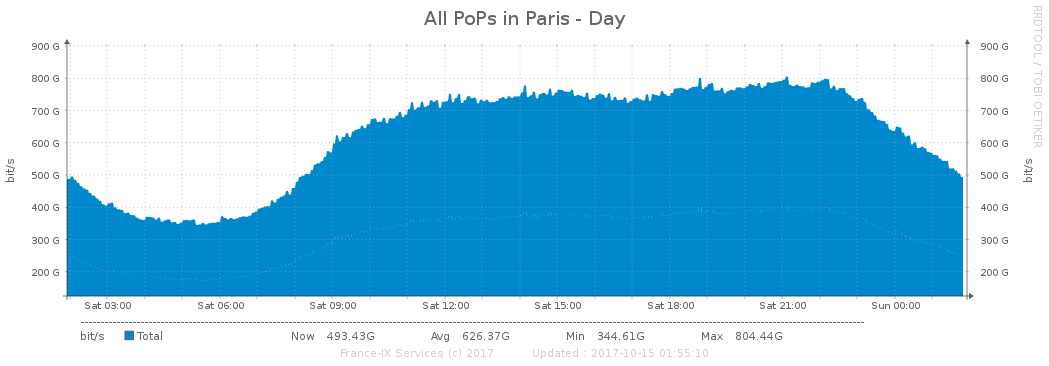 All PoPs in Paris - Day
RRDTOOL / TOBI OETIKER
900 G 900 G
800 G 800 G
700 G 700 G
600 G 600 G
500 G 500 G
400 G 400 G
300 G 300 G
200 G 200 G
bit/s
bit/s
Sat 03:00 Sat 06:00 Sat 09:00 Sat 12:00 Sat 15:00 Sat 18:00 Sat 21:00 Sun 00:00
bit/s Total Now 493.43G Avg 626.37G Min 344.61G Max 804.44G
France-IX Services (c) 2017 Updated : 2017-10-15 01:55:10